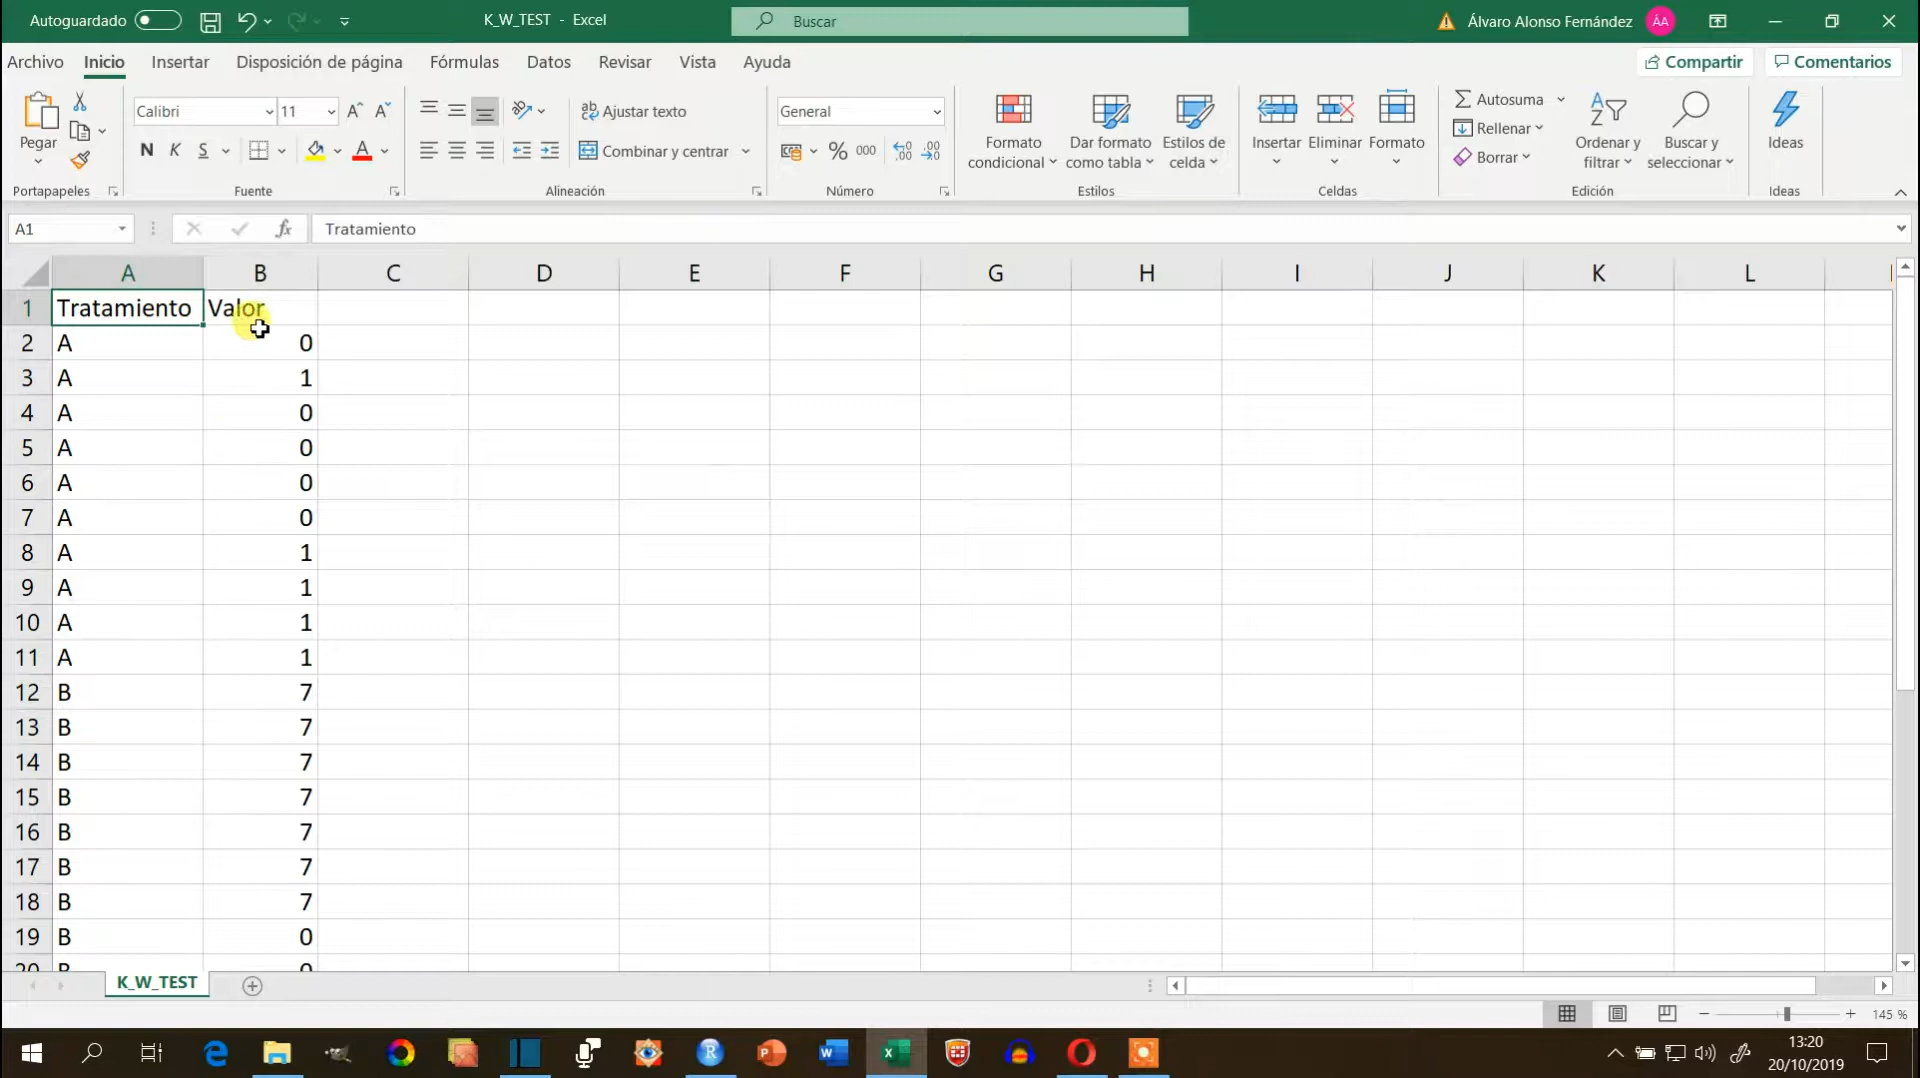 Autoguardado K_W_TEST - Excel Buscar Álvaro Alonso Fernández ÁA
Archivo Inicio Insertar Disposición de página Fórmulas Datos Revisar Vista Ayuda Compartir Comentarios
Pegar
Calibri 11
N K S
Ajustar texto
Combinar y centrar
General
% 000
Formato condicional
Dar formato como tabla
Estilos de celda
Insertar Eliminar Formato
Autosuma
Rellenar
Borrar
Ordenar y filtrar
Buscar y seleccionar
Ideas
Portapapeles Fuente Alineación Número Estilos Celdas Edición Ideas
A1 fx Tratamiento
A B C D E F G H I J K L
1 Tratamiento Valor
2 A 0
3 A 1
4 A 0
5 A 0
6 A 0
7 A 0
8 A 1
9 A 1
10 A 1
11 A 1
12 B 7
13 B 7
14 B 7
15 B 7
16 B 7
17 B 7
18 B 7
19 B 0
20 B 0
K_W_TEST
145 %
13:20
20/10/2019